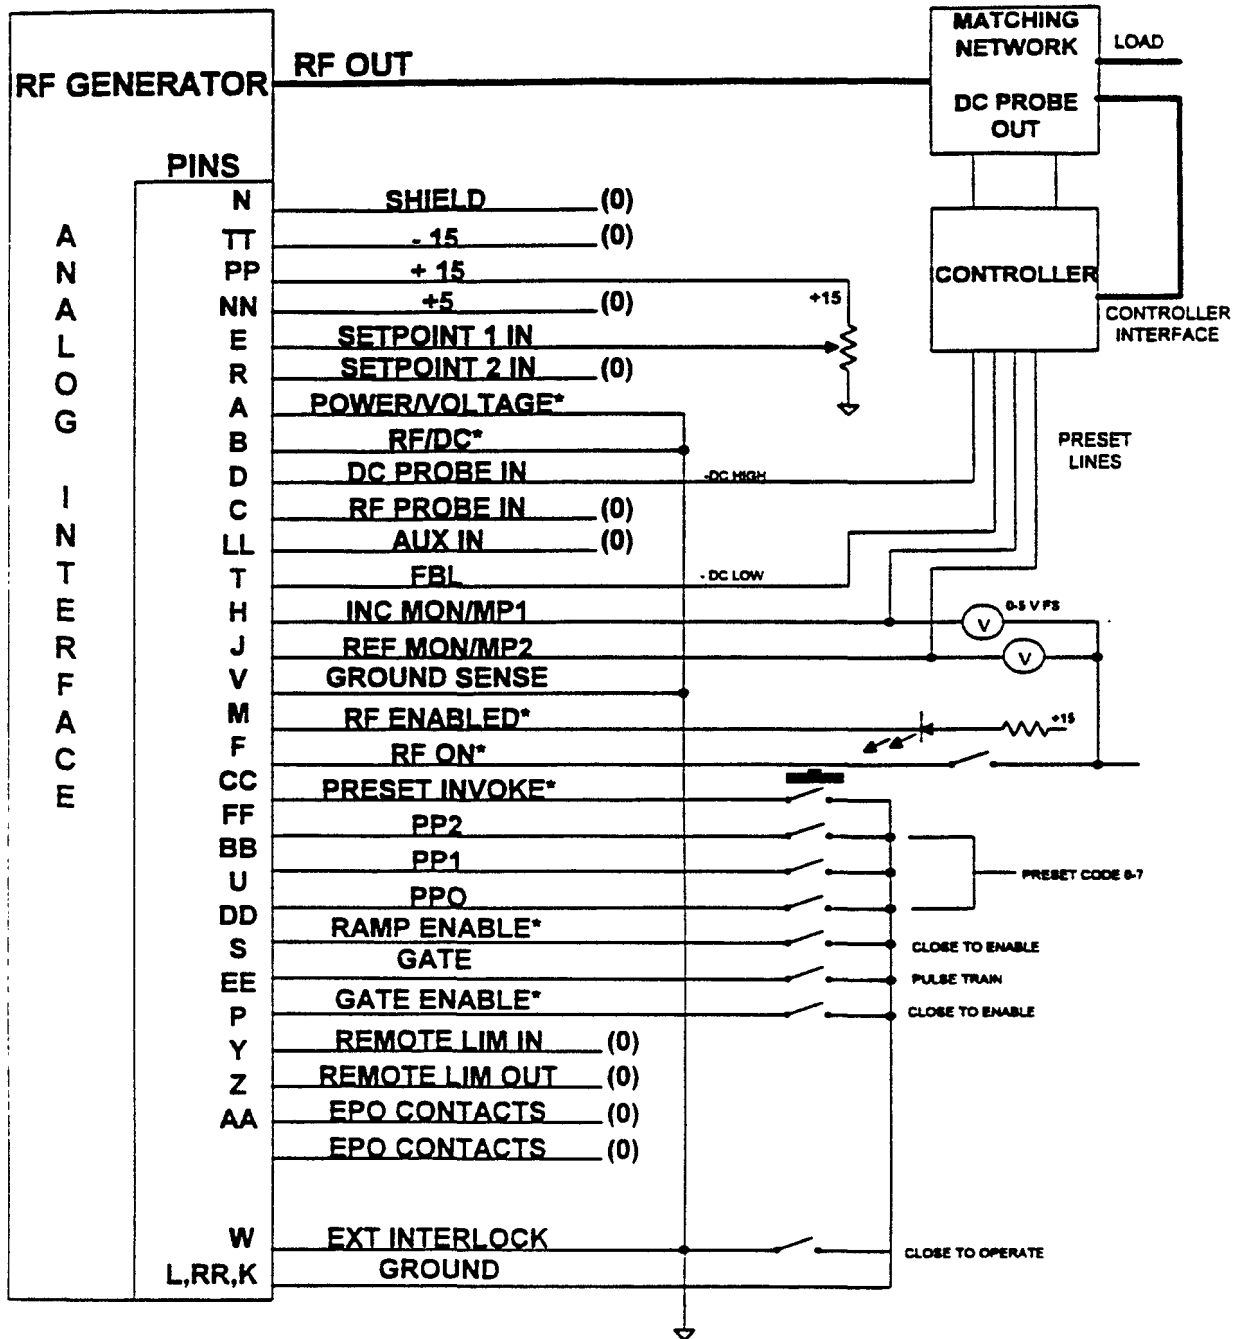 MATCHING
NETWORK
LOAD
RF OUT
RF GENERATOR
DC PROBE
OUT
PINS
N SHIELD (0)
TT - 15 (0)
PP + 15
NN +5 (0)
+15
CONTROLLER
CONTROLLER
INTERFACE
E SETPOINT 1 IN
R SETPOINT 2 IN (0)
A POWER/VOLTAGE*
B RF/DC*
PRESET
LINES
D DC PROBE IN -DC HIGH
C RF PROBE IN (0)
LL AUX IN (0)
T FBL - DC LOW
H INC MON/MP1 V 0-5 V FS
J REF MON/MP2 V
V GROUND SENSE
M RF ENABLED* +15
F RF ON*
CC PRESET INVOKE*
FF PP2
BB PP1
PRESET CODE 0-7
U PPO
DD RAMP ENABLE* CLOSE TO ENABLE
S GATE PULSE TRAIN
EE GATE ENABLE* CLOSE TO ENABLE
P REMOTE LIM IN (0)
Y REMOTE LIM OUT (0)
Z EPO CONTACTS (0)
AA EPO CONTACTS (0)
W EXT INTERLOCK CLOSE TO OPERATE
L,RR,K GROUND
ANALOG INTERFACE